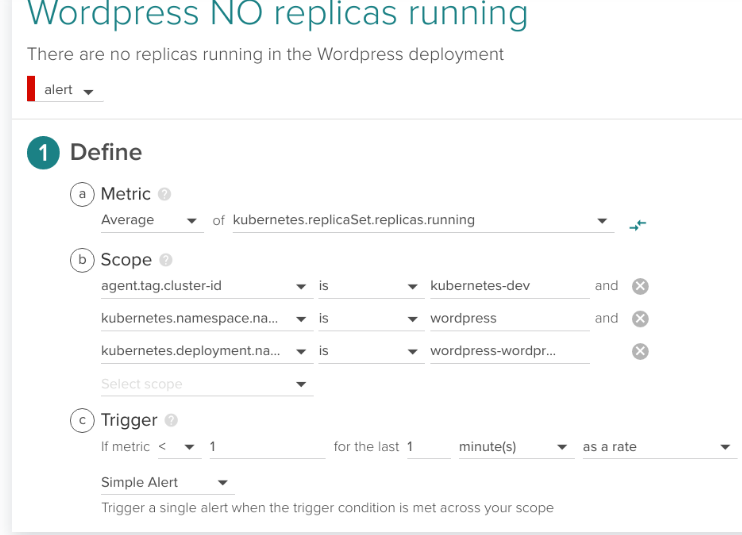 Wordpress NO replicas running
There are no replicas running in the Wordpress deployment
alert
1 Define
a Metric ?
Average of kubernetes.replicaSet.replicas.running
b Scope ?
agent.tag.cluster-id is kubernetes-dev and
kubernetes.namespace.na... is wordpress and
kubernetes.deployment.na... is wordpress-wordpr...
Select scope
c Trigger ?
If metric < 1 for the last 1 minute(s) as a rate
Simple Alert
Trigger a single alert when the trigger condition is met across your scope